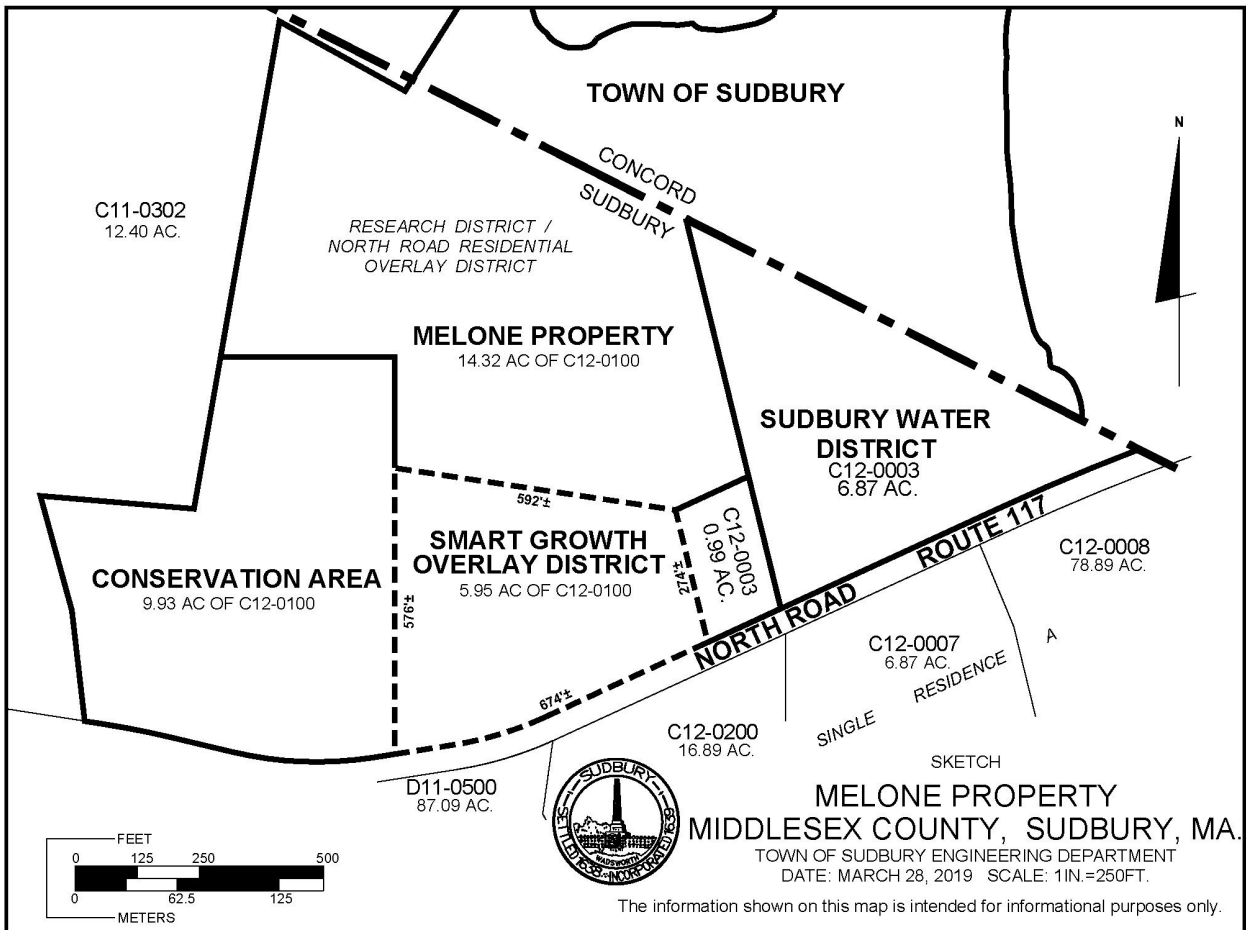 TOWN OF SUDBURY
N
CONCORD
SUDBURY
C11-0302
12.40 AC.
RESEARCH DISTRICT /
NORTH ROAD RESIDENTIAL
OVERLAY DISTRICT
MELONE PROPERTY
14.32 AC OF C12-0100
SUDBURY WATER
DISTRICT
C12-0003
6.87 AC.
592'±
C12-0003
0.99 AC.
274'±
SMART GROWTH
OVERLAY DISTRICT
5.95 AC OF C12-0100
CONSERVATION AREA
9.93 AC OF C12-0100
576'±
674'±
NORTH ROAD
ROUTE 117
C12-0008
78.89 AC.
C12-0007
6.87 AC.
SINGLE RESIDENCE A
C12-0200
16.89 AC.
D11-0500
87.09 AC.
SUDBURY
SETTLED 1638 - INCORPORATED 1639
WADSWORTH
SKETCH
MELONE PROPERTY
MIDDLESEX COUNTY, SUDBURY, MA.
TOWN OF SUDBURY ENGINEERING DEPARTMENT
DATE: MARCH 28, 2019 SCALE: 1IN.=250FT.
The information shown on this map is intended for informational purposes only.
FEET
0 125 250 500
0 62.5 125
METERS